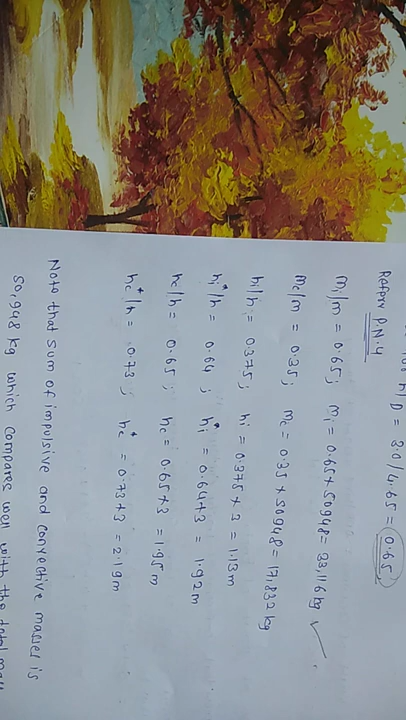 h/D = 3.0/4.65 = 0.65
Refer P.N.4
mi/m = 0.65; mi = 0.65 × 50948 = 33,116 kg ✓
mc/m = 0.35; mc = 0.35 × 50948 = 17,832 kg
hi/h = 0.375; hi = 0.375 × 3 = 1.13 m
hi*/h = 0.64; hi* = 0.64×3 = 1.92 m
hc/h = 0.65; hc = 0.65×3 = 1.95 m
hc*/h = 0.73; hc* = 0.73×3 = 2.19 m
Note that sum of impulsive and convective masses is
50,948 kg which compares well with the total mass